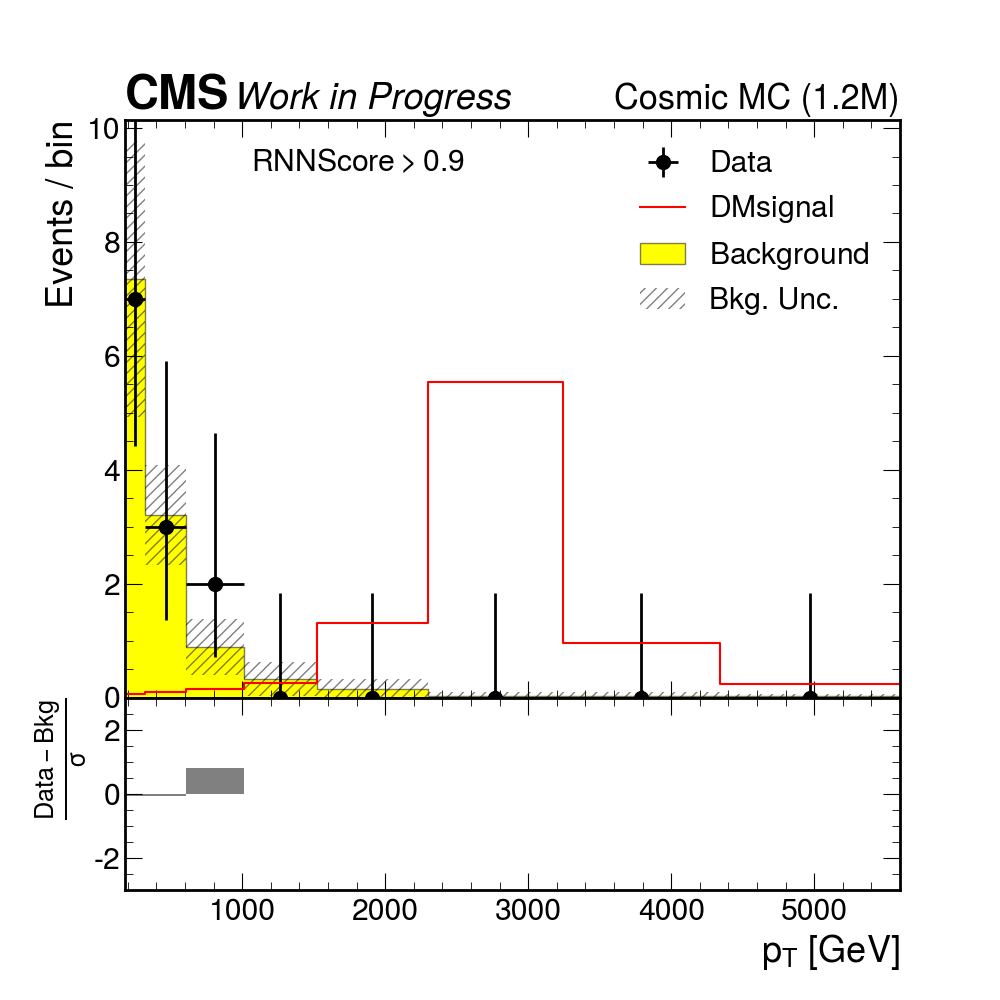 CMS Work in Progress Cosmic MC (1.2M)
Events / bin
RNNScore > 0.9
Data
DMsignal
Background
Bkg. Unc.
10
8
6
4
2
0
Data – Bkg
σ
2
0
-2
1000 2000 3000 4000 5000
pT [GeV]